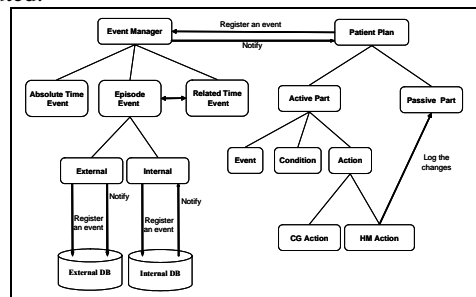 Register an event
Event Manager
Patient Plan
Notify
Absolute Time
Event
Episode
Event
Related Time
Event
Active Part
Passive Part
Event
Condition
Action
Log the
changes
External
Internal
Notify
Notify
Register
an event
Register
an event
CG Action
HM Action
External DB
Internal DB